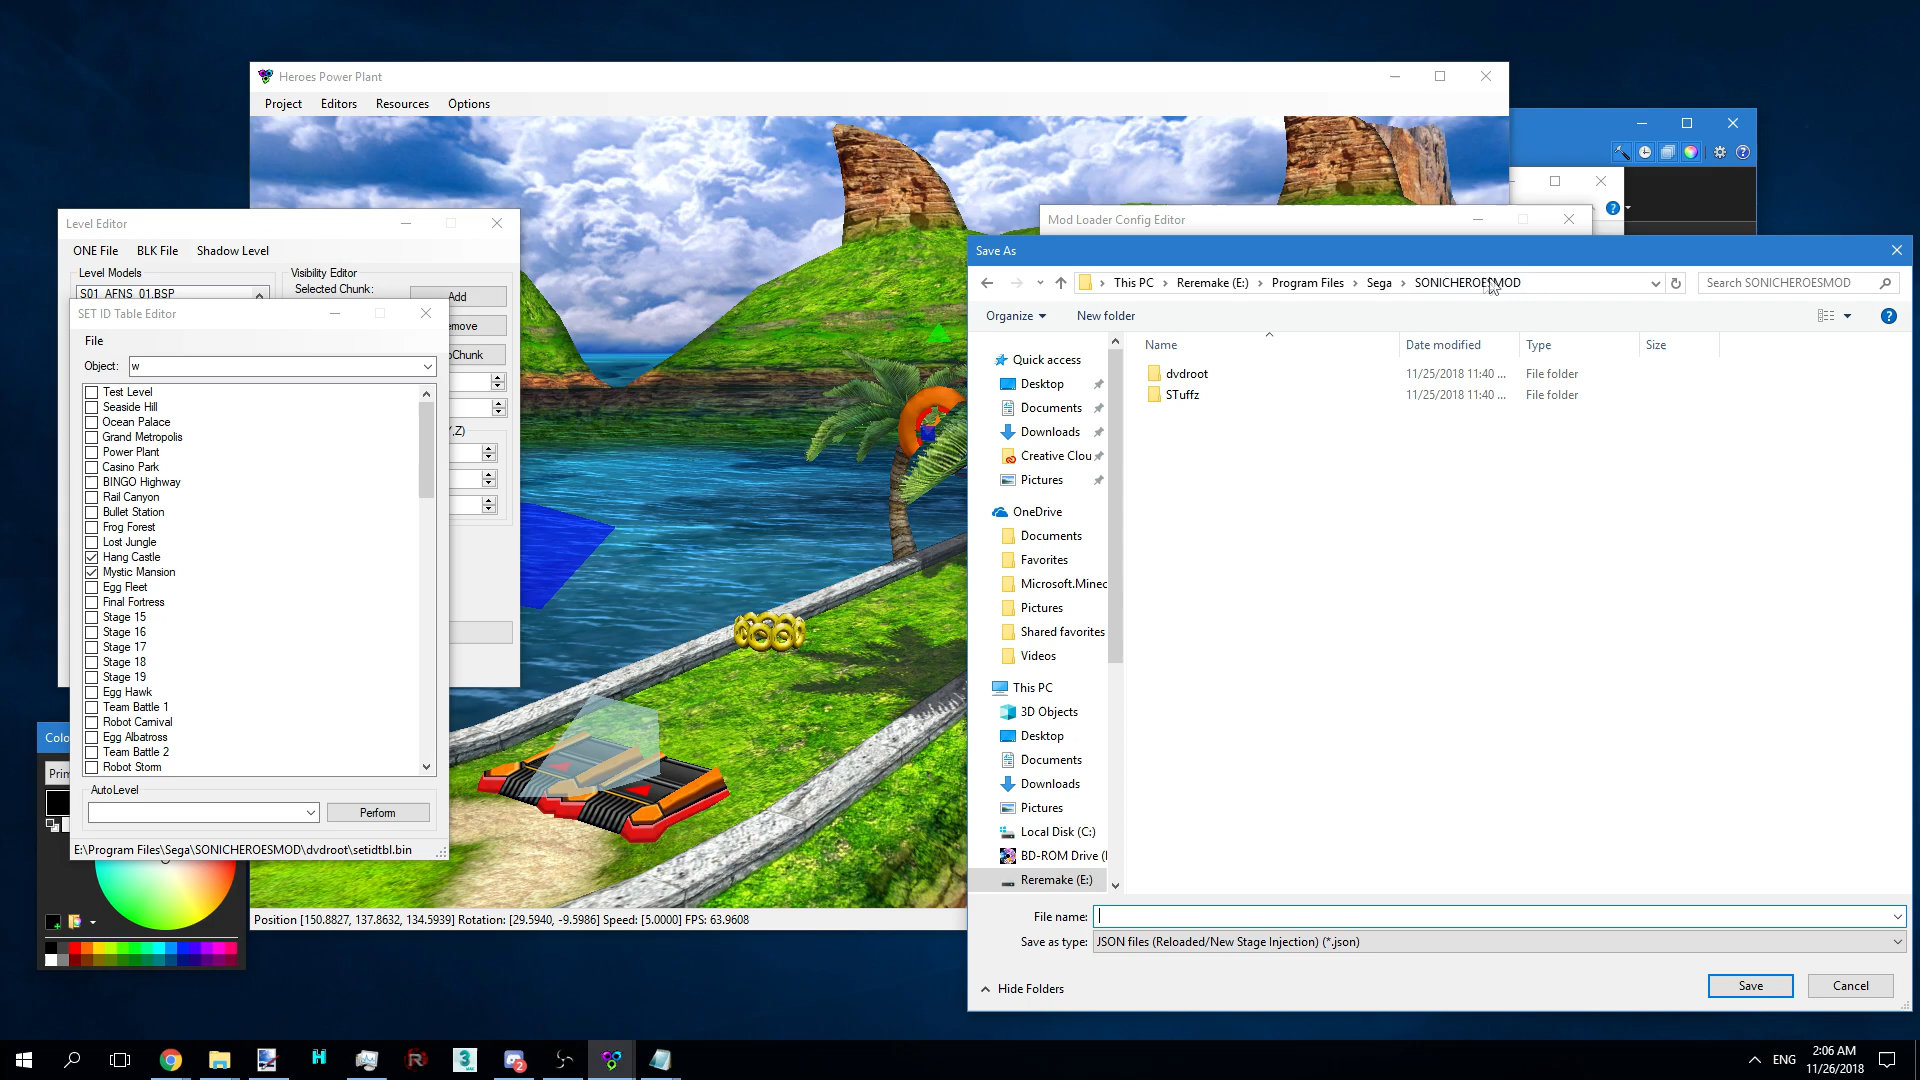 Heroes Power Plant
Project Editors Resources Options
Level Editor
ONE File BLK File Shadow Level
Level Models
S01_AFNS_01.BSP
Visibility Editor
Selected Chunk:
Add
SET ID Table Editor
File
Object: w
Test Level
Seaside Hill
Ocean Palace
Grand Metropolis
Power Plant
Casino Park
BINGO Highway
Rail Canyon
Bullet Station
Frog Forest
Lost Jungle
Hang Castle
Mystic Mansion
Egg Fleet
Final Fortress
Stage 15
Stage 16
Stage 17
Stage 18
Stage 19
Egg Hawk
Team Battle 1
Robot Carnival
Egg Albatross
Team Battle 2
Robot Storm
AutoLevel
Perform
E:\Program Files\Sega\SONICHEROESMOD\dvdroot\setidtbl.bin
emove
oChunk
,Z)
Colo
Prim
Position [150.8827, 137.8632, 134.5939] Rotation: [29.5940, -9.5986] Speed: [5.0000] FPS: 63.9608
Mod Loader Config Editor
Save As
This PC > Reremake (E:) > Program Files > Sega > SONICHEROESMOD
Search SONICHEROESMOD
Organize New folder
Name Date modified Type Size
dvdroot 11/25/2018 11:40 ... File folder
STuffz 11/25/2018 11:40 ... File folder
Quick access
Desktop
Documents
Downloads
Creative Clou
Pictures
OneDrive
Documents
Favorites
Microsoft.Minec
Pictures
Shared favorites
Videos
This PC
3D Objects
Desktop
Documents
Downloads
Pictures
Local Disk (C:)
BD-ROM Drive (
Reremake (E:)
File name:
Save as type: JSON files (Reloaded/New Stage Injection) (*.json)
Hide Folders
Save Cancel
ENG
2:06 AM
11/26/2018